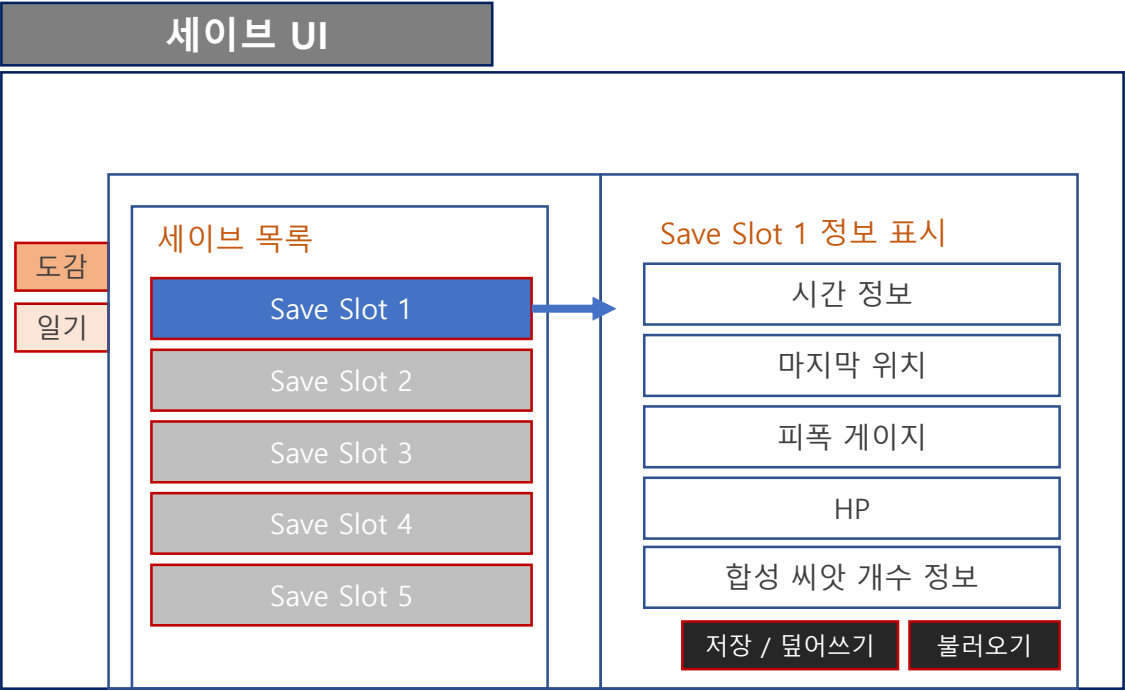 세이브 UI
도감
일기
세이브 목록
Save Slot 1
Save Slot 2
Save Slot 3
Save Slot 4
Save Slot 5
Save Slot 1 정보 표시
시간 정보
마지막 위치
피폭 게이지
HP
합성 씨앗 개수 정보
저장 / 덮어쓰기
불러오기